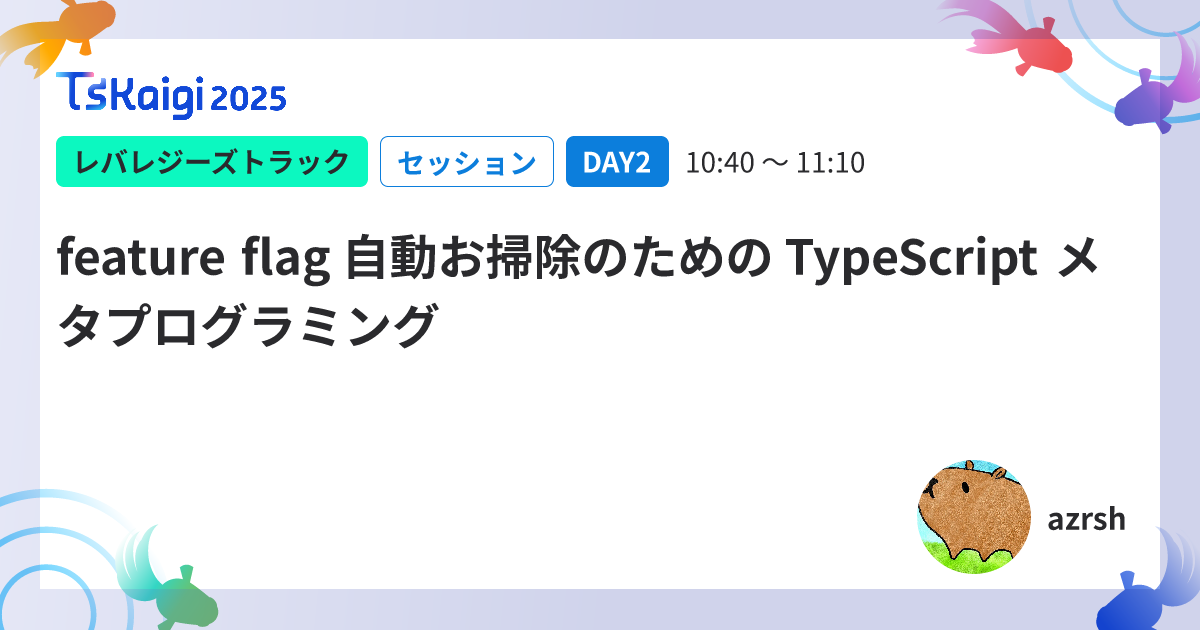 TSKaigi 2025
レバレジーズトラック セッション DAY2 10:40 〜 11:10
feature flag 自動お掃除のための TypeScript メ
タプログラミング
azrsh